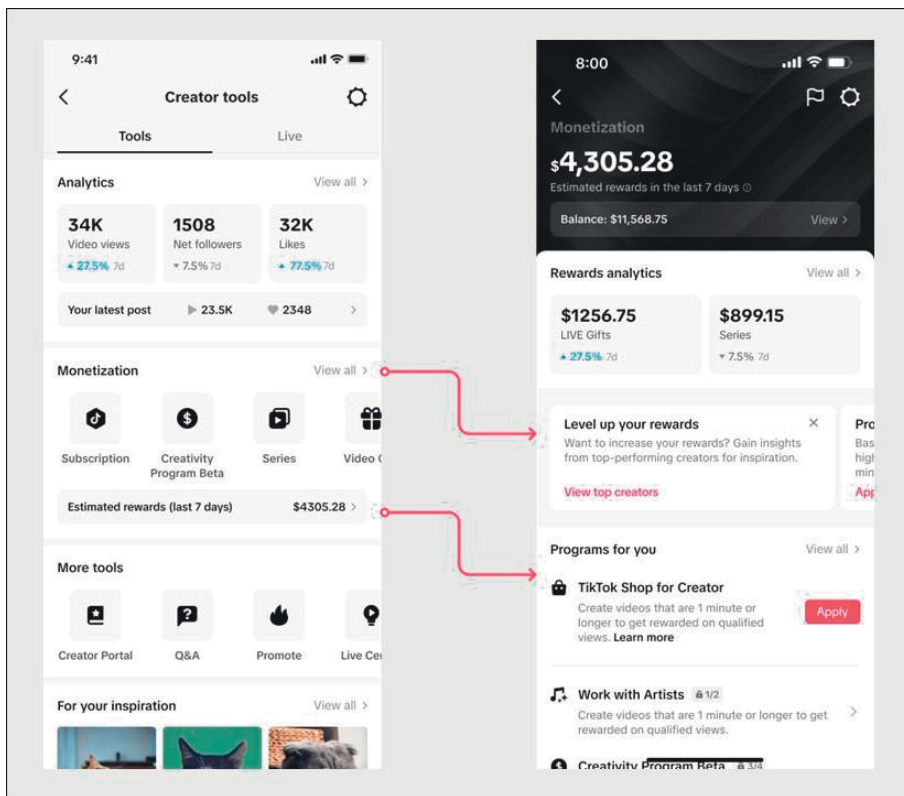 9:41
Creator tools
Tools
Live
Analytics
View all >
34K
Video views
▲ 27.5% 7d
1508
Net followers
▼ 7.5% 7d
32K
Likes
▲ 77.5% 7d
Your latest post
23.5K
2348
Monetization
View all >
Subscription
Creativity
Program Beta
Series
Video
Estimated rewards (last 7 days)
$4305.28 >
More tools
Creator Portal
Q&A
Promote
Live
For your inspiration
View all >
8:00
Monetization
$4,305.28
Estimated rewards in the last 7 days
Balance: $11,568.75
View >
Rewards analytics
View all >
$1256.75
LIVE Gifts
▲ 27.5% 7d
$899.15
Series
▼ 7.5% 7d
Level up your rewards
Want to increase your rewards? Gain insights
from top-performing creators for inspiration.
View top creators
Programs for you
View all >
TikTok Shop for Creator
Create videos that are 1 minute or
longer to get rewarded on qualified
views. Learn more
Apply
Work with Artists 1/2
Create videos that are 1 minute or longer to get
rewarded on qualified views.
Creativity Program Beta 3/4